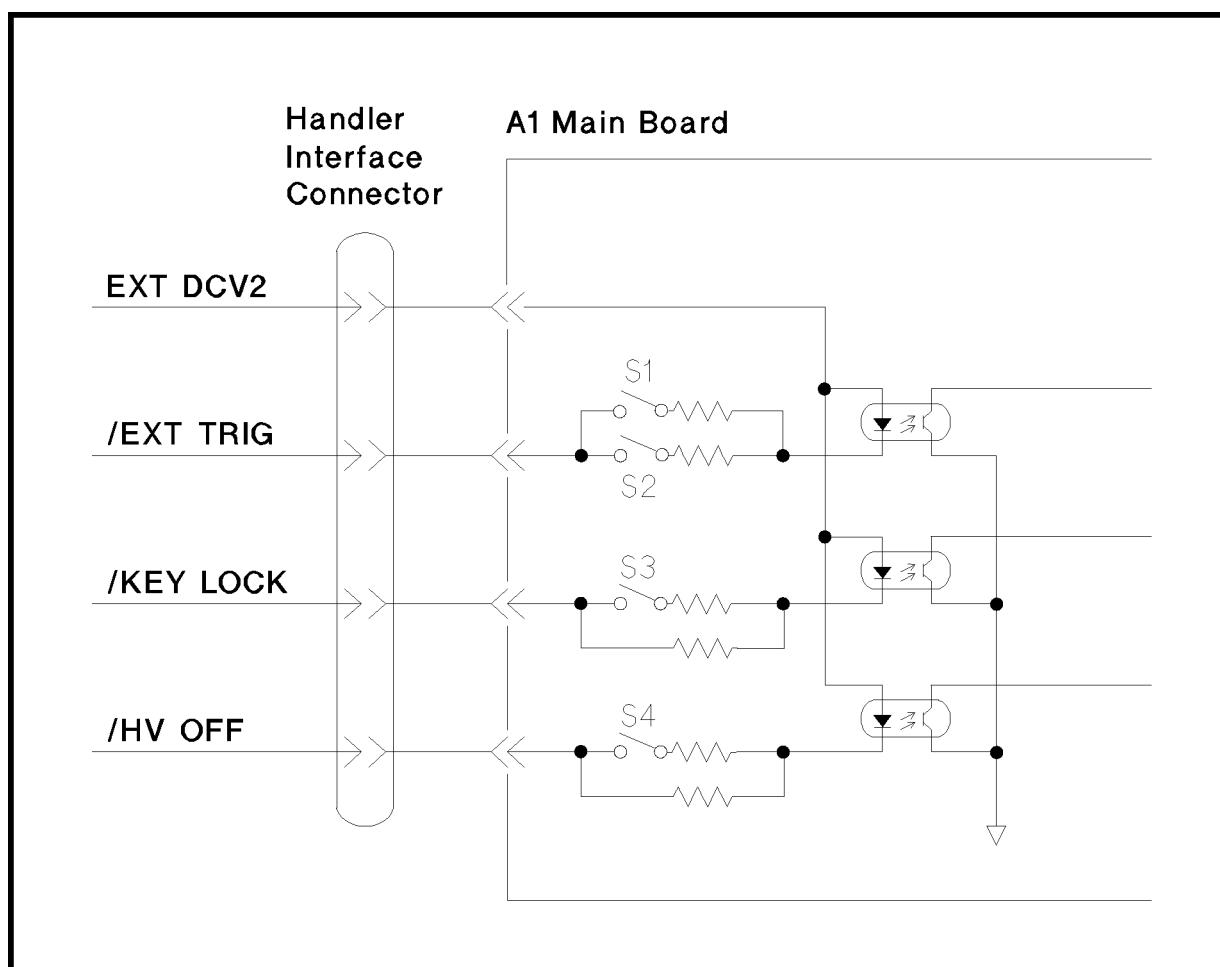 Handler
Interface
Connector
A1 Main Board
EXT DCV2
S1
/EXT TRIG
S2
S3
/KEY LOCK
S4
/HV OFF